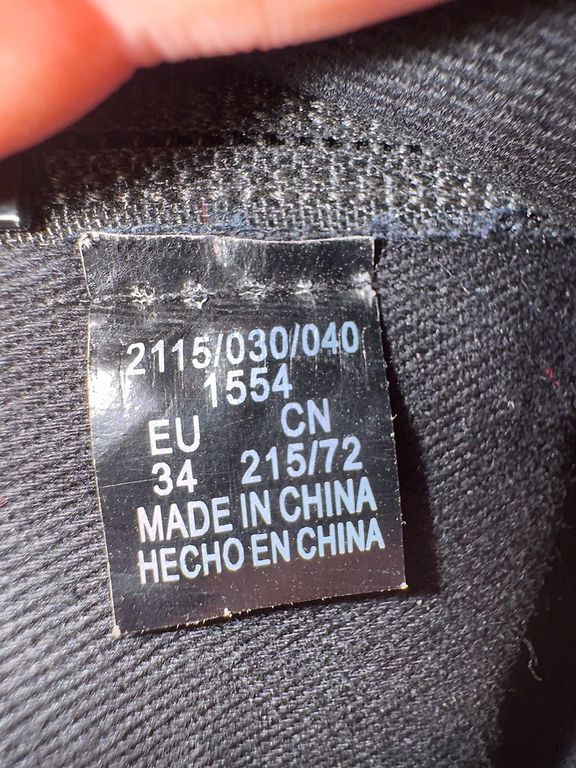 2115/030/040
1554
EU CN
34 215/72
MADE IN CHINA
HECHO EN CHINA